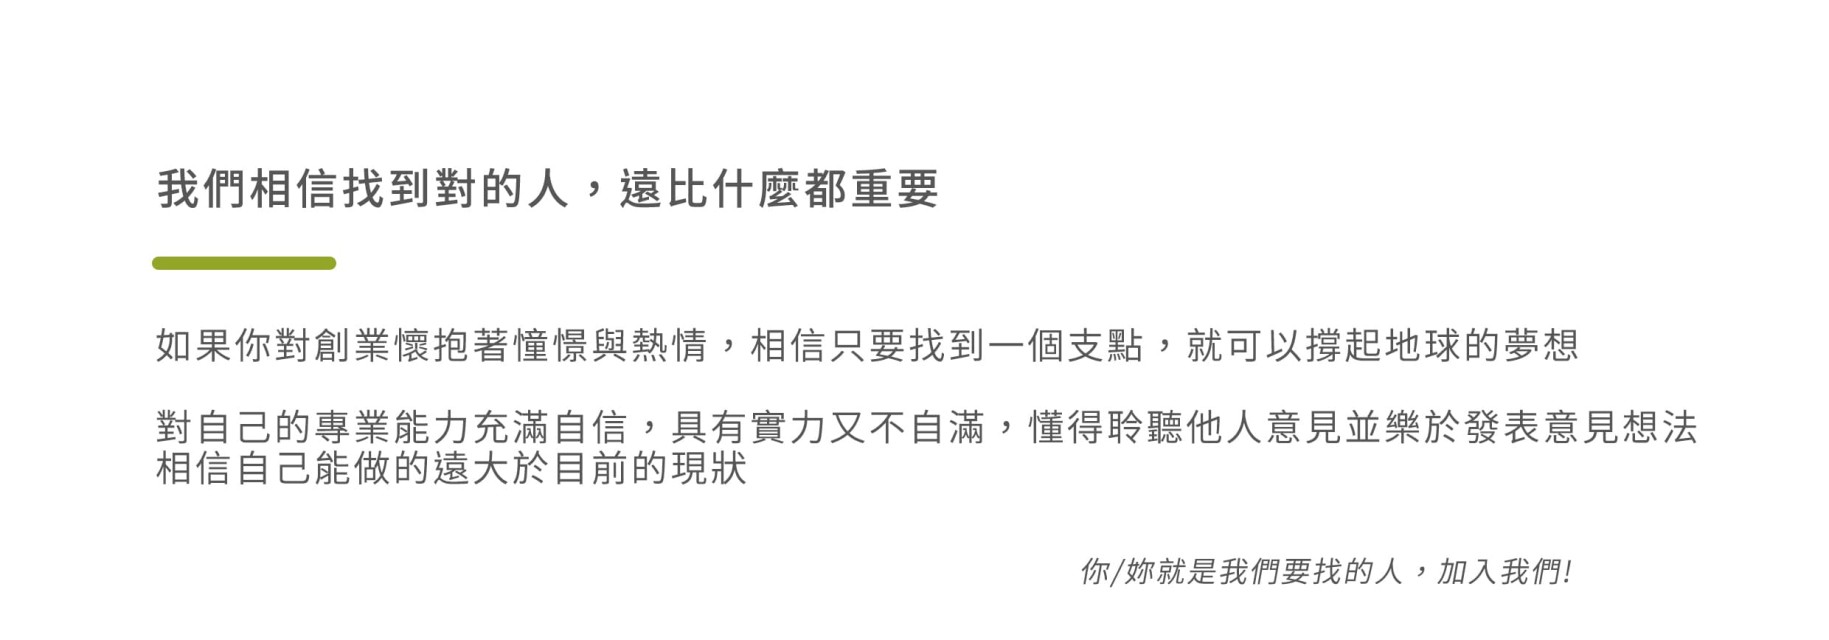 我們相信找到對的人，遠比什麼都重要
如果你對創業懷抱著憧憬與熱情，相信只要找到一個支點，就可以撐起地球的夢想
對自己的專業能力充滿自信，具有實力又不自滿，懂得聆聽他人意見並樂於發表意見想法
相信自己能做的遠大於目前的現狀
你/妳就是我們要找的人，加入我們!